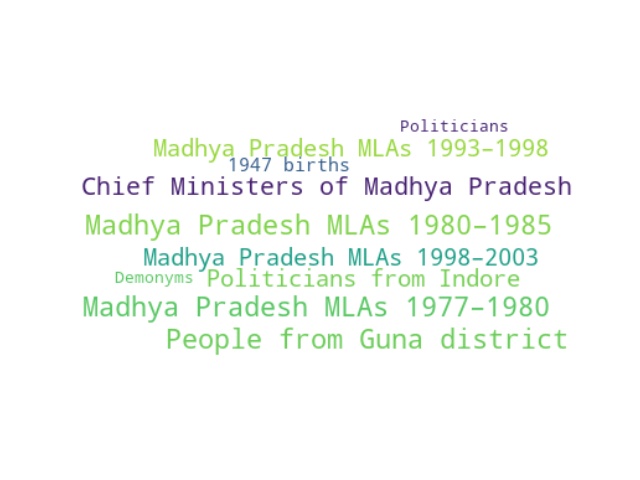 Politicians
Madhya Pradesh MLAs 1993–1998
1947 births
Chief Ministers of Madhya Pradesh
Madhya Pradesh MLAs 1980–1985
Madhya Pradesh MLAs 1998–2003
Demonyms Politicians from Indore
Madhya Pradesh MLAs 1977–1980
People from Guna district